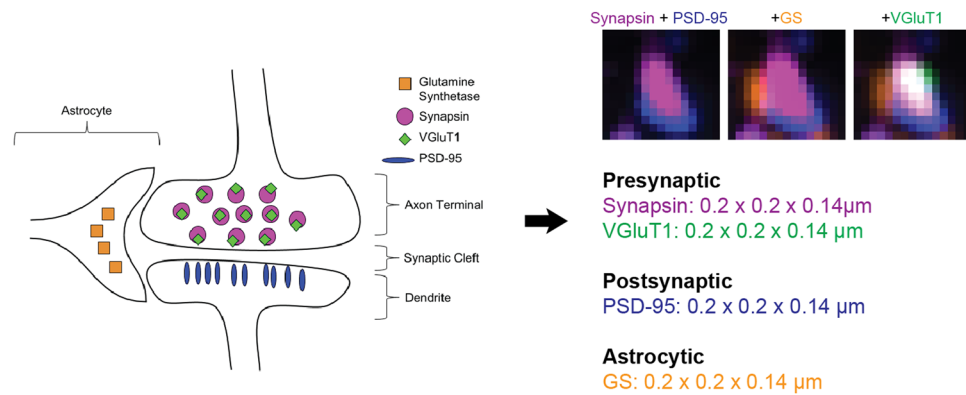 Astrocyte
Glutamine
Synthetase
Synapsin
VGluT1
PSD-95
Axon Terminal
Synaptic Cleft
Dendrite
Synapsin + PSD-95
+GS
+VGluT1
Presynaptic
Synapsin: 0.2 x 0.2 x 0.14µm
VGluT1: 0.2 x 0.2 x 0.14 µm
Postsynaptic
PSD-95: 0.2 x 0.2 x 0.14 µm
Astrocytic
GS: 0.2 x 0.2 x 0.14 µm